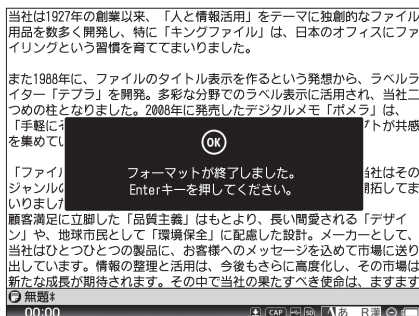 当社は1927年の創業以来、「人と情報活用」をテーマに独創的なファイル
用品を数多く開発し、特に「キングファイル」は、日本のオフィスにファ
イリングという習慣を育ててまいりました。
また1988年に、ファイルのタイトル表示を作るという発想から、ラベルラ
イター「テプラ」を開発。多彩な分野でのラベル表示に活用され、当社二
つめの柱となりました。2008年に発売したデジタルメモ「ポメラ」は、
「手軽に
トが共感
を集めてい
OK
フォーマットが終了しました。
Enterキーを押してください。
「ファイ
当社はその
ジャンル
開拓してま
いりました
顧客満足に立脚した「品質主義」はもとより、長い間愛される「デザイ
ン」や、地球市民として「環境保全」に配慮した設計。メーカーとして、
当社はひとつひとつの製品に、お客様へのメッセージを込めて市場に送り
出しています。情報の整理と活用は、今後もさらに高度化し、その市場は
新たな成長が期待されます。その中で当社の果たすべき使命は、ますます
無題*
00:00 CAP SD あ R漢